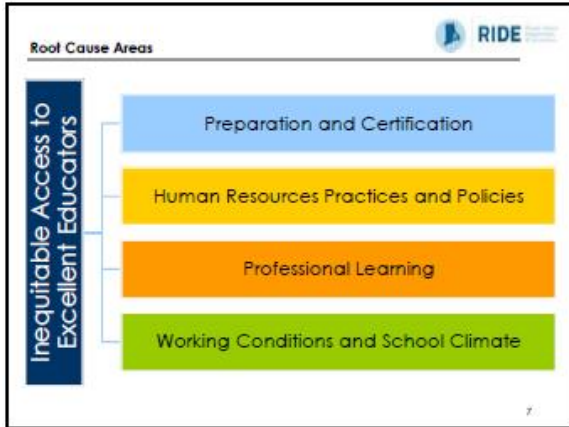 Root Cause Areas
RIDE
Inequitable Access to
Excellent Educators
Preparation and Certification
Human Resources Practices and Policies
Professional Learning
Working Conditions and School Climate
7